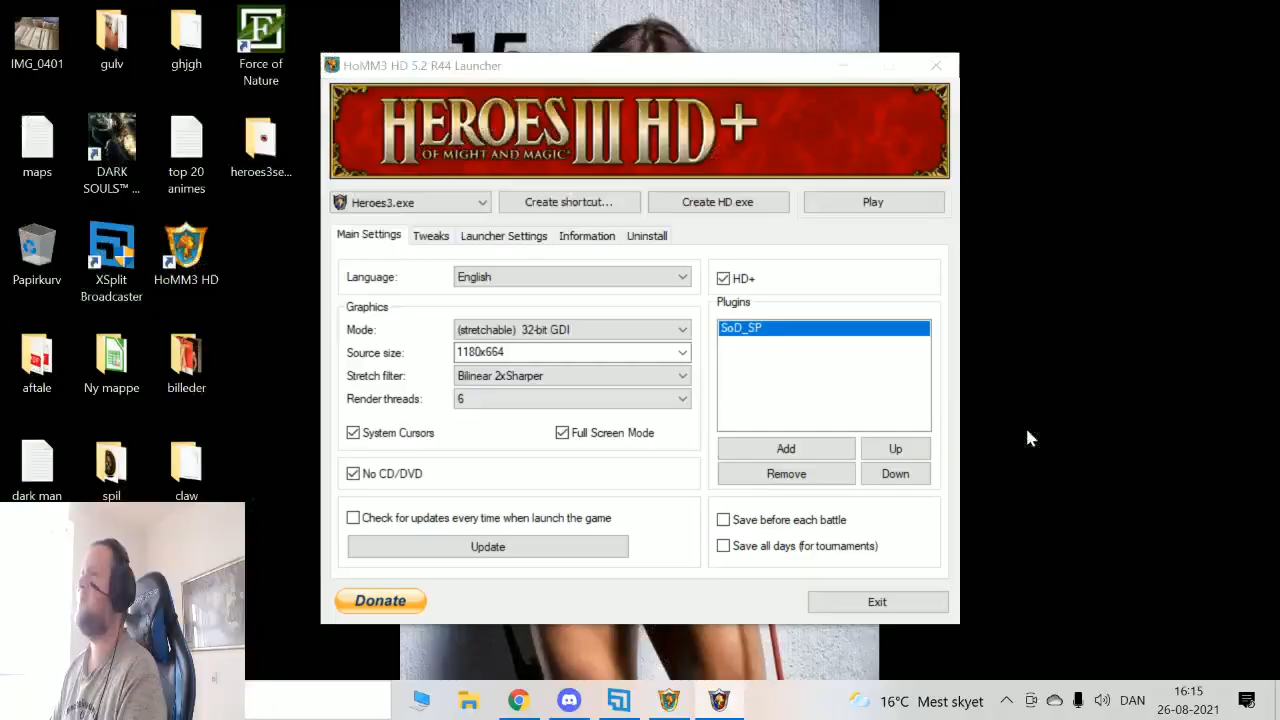 15
IMG_0401
gulv
ghjgh
Force of
Nature
maps
DARK
SOULS™ ...
top 20
animes
heroes3se...
Papirkurv
XSplit
Broadcaster
HoMM3 HD
aftale
Ny mappe
billeder
dark man
spil
claw
HoMM3 HD 5.2 R44 Launcher
HEROES III HD+
OF MIGHT AND MAGIC
Heroes3.exe
Create shortcut...
Create HD exe
Play
Main Settings
Tweaks
Launcher Settings
Information
Uninstall
Language:
English
HD+
Graphics
Mode:
(stretchable) 32-bit GDI
Source size:
1180x664
Stretch filter:
Bilinear 2xSharper
Render threads:
6
System Cursors
Full Screen Mode
No CD/DVD
Check for updates every time when launch the game
Update
Plugins
SoD_SP
Add
Up
Remove
Down
Save before each battle
Save all days (for tournaments)
Donate
Exit
16°C Mest skyet
DAN
16:15
26-08-2021